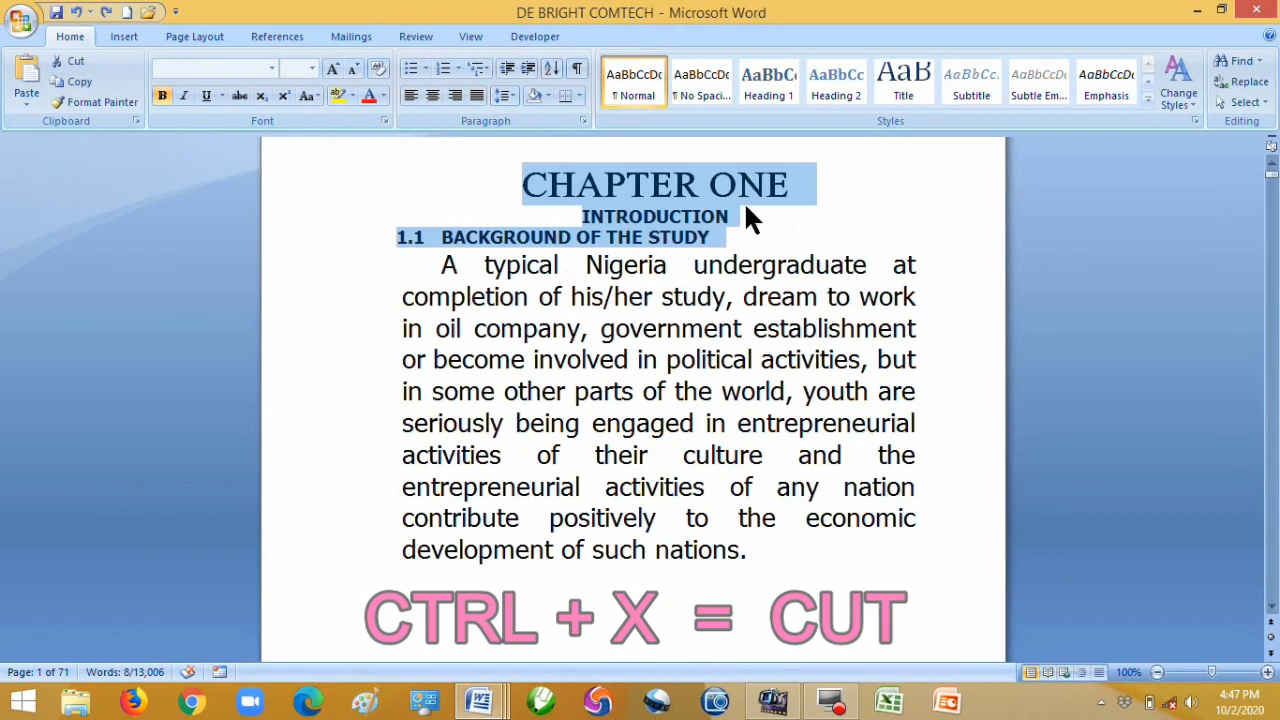 DE BRIGHT COMTECH - Microsoft Word
Home Insert Page Layout References Mailings Review View Developer
Paste
Cut
Copy
Format Painter
Clipboard
Font
Paragraph
AaBbCcDc AaBbCcDc AaBbC AaBbCc AaB AaBbCc. AaBbCcDc AaBbCcDc
¶ Normal ¶ No Spaci... Heading 1 Heading 2 Title Subtitle Subtle Em... Emphasis
Change
Styles
Styles
Find
Replace
Select
Editing
CHAPTER ONE
INTRODUCTION
1.1 BACKGROUND OF THE STUDY
A typical Nigeria undergraduate at
completion of his/her study, dream to work
in oil company, government establishment
or become involved in political activities, but
in some other parts of the world, youth are
seriously being engaged in entrepreneurial
activities of their culture and the
entrepreneurial activities of any nation
contribute positively to the economic
development of such nations.
CTRL + X = CUT
Page: 1 of 71 Words: 8/13,006 100%
4:47 PM
10/2/2020